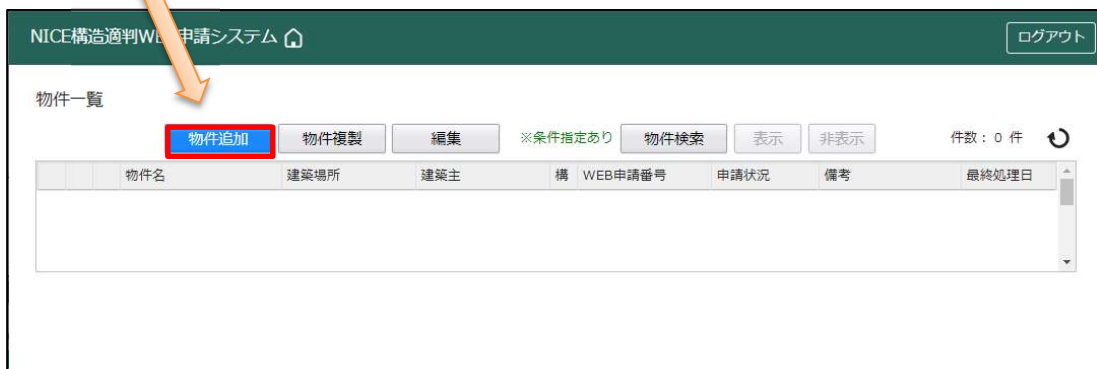 NICE構造適判WE 申請システム
ログアウト
物件一覧
物件追加 物件複製 編集 ※条件指定あり 物件検索 表示 非表示 件数：0 件
物件名 建築場所 建築主 構 WEB申請番号 申請状況 備考 最終処理日